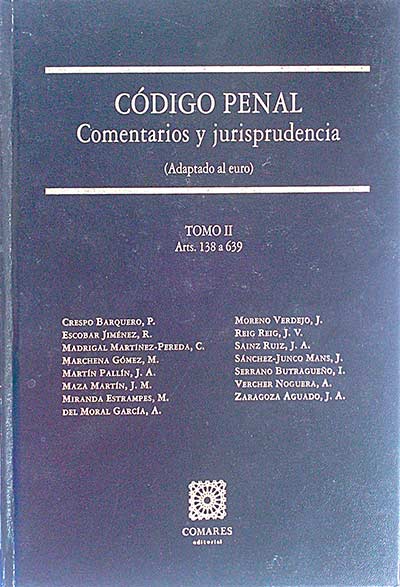 CÓDIGO PENAL
Comentarios y jurisprudencia
(Adaptado al euro)
TOMO II
Arts. 138 a 639
CRESPO BARQUERO, P.
ESCOBAR JIMÉNEZ, R.
MADRIGAL MARTÍNEZ-PEREDA, C.
MARCHENA GÓMEZ, M.
MARTÍN PALLÍN, J. A.
MAZA MARTÍN, J. M.
MIRANDA ESTRAMPES, M.
DEL MORAL GARCÍA, A.
MORENO VERDEJO, J.
REIG REIG, J. V.
SÁINZ RUIZ, J. A.
SÁNCHEZ-JUNCO MANS, J.
SERRANO BUTRAGUEÑO, I.
VERCHER NOGUERA, A.
ZARAGOZA AGUADO, J. A.
COMARES
editorial